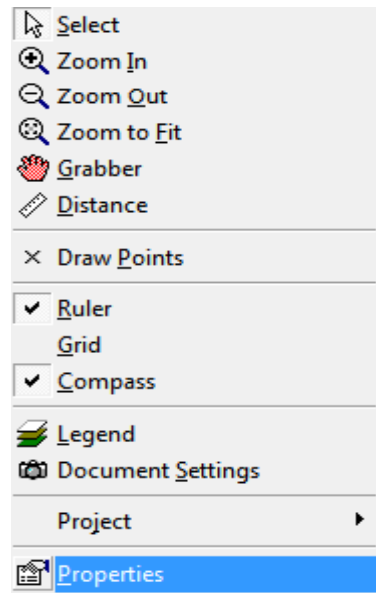 Select
Zoom In
Zoom Out
Zoom to Fit
Grabber
Distance
Draw Points
Ruler
Grid
Compass
Legend
Document Settings
Project
Properties